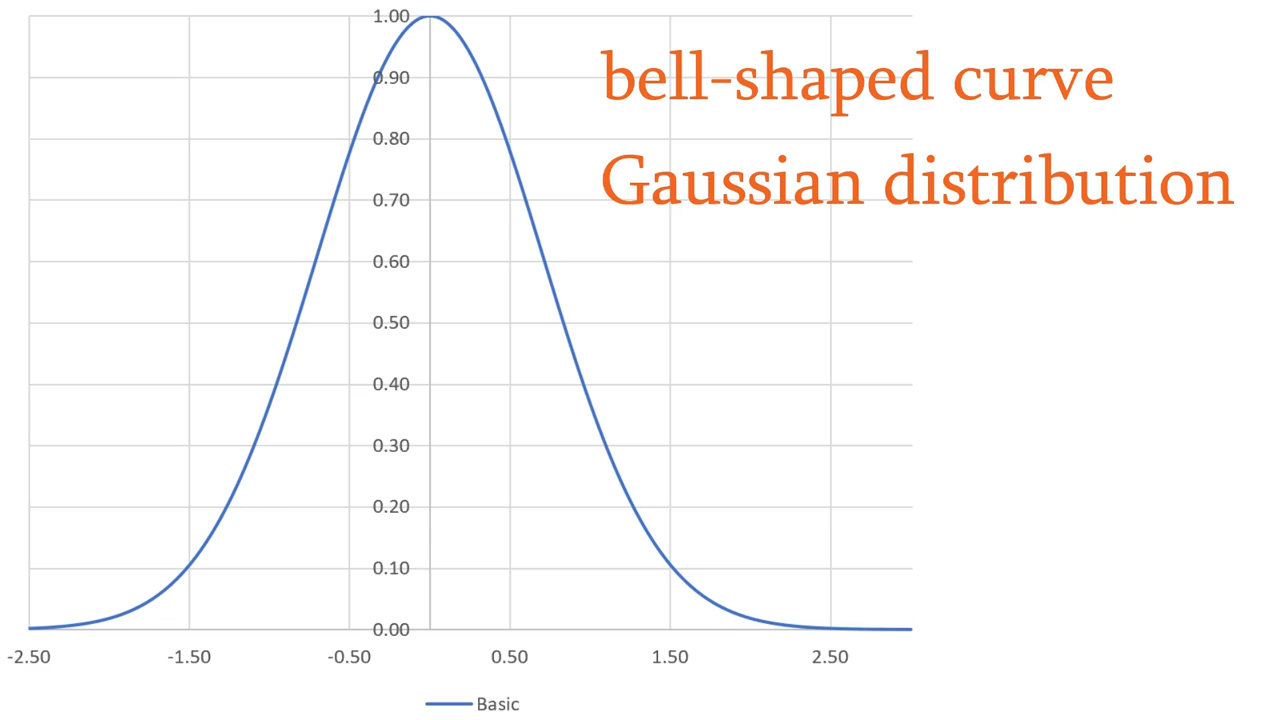 1.00
bell-shaped curve
0.90
0.80
Gaussian distribution
0.70
0.60
0.50
0.40
0.30
0.20
0.10
0.00
-2.50 -1.50 -0.50 0.50 1.50 2.50
Basic